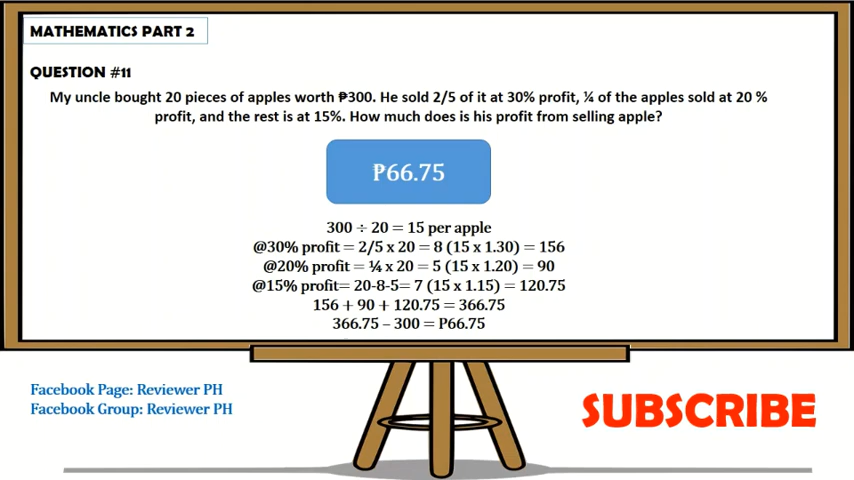 MATHEMATICS PART 2
QUESTION #11
My uncle bought 20 pieces of apples worth ₱300. He sold 2/5 of it at 30% profit, ¼ of the apples sold at 20 %
profit, and the rest is at 15%. How much does is his profit from selling apple?
₱66.75
300 ÷ 20 = 15 per apple
@30% profit = 2/5 x 20 = 8 (15 x 1.30) = 156
@20% profit = ¼ x 20 = 5 (15 x 1.20) = 90
@15% profit= 20-8-5= 7 (15 x 1.15) = 120.75
156 + 90 + 120.75 = 366.75
366.75 – 300 = P66.75
Facebook Page: Reviewer PH
Facebook Group: Reviewer PH
SUBSCRIBE